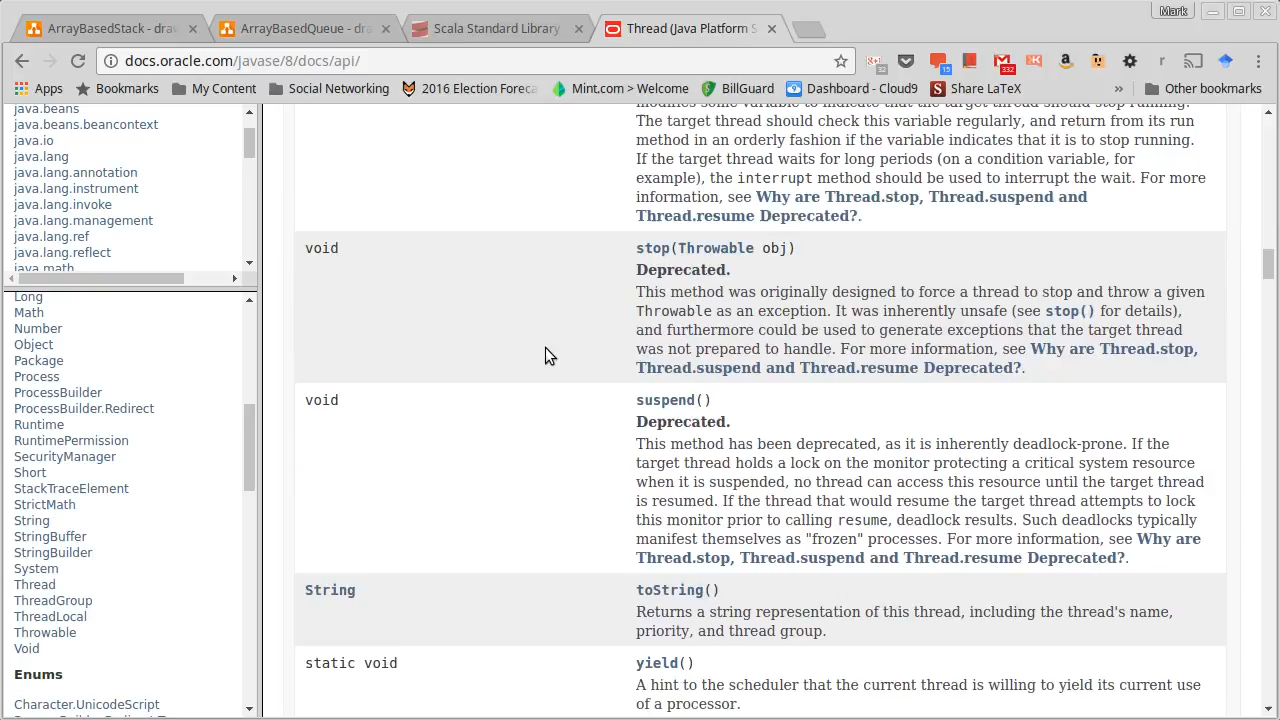 Mark
ArrayBasedStack - dra
ArrayBasedQueue - dra
Scala Standard Library
Thread (Java Platform S
docs.oracle.com/javase/8/docs/api/
32
15
332
Apps
Bookmarks
My Content
Social Networking
2016 Election Foreca
Mint.com > Welcome
BillGuard
Dashboard - Cloud9
Share LaTeX
»
Other bookmarks
java.beans
java.beans.beancontext
java.io
java.lang
java.lang.annotation
java.lang.instrument
java.lang.invoke
java.lang.management
java.lang.ref
java.lang.reflect
java.math
Long
Math
Number
Object
Package
Process
ProcessBuilder
ProcessBuilder.Redirect
Runtime
RuntimePermission
SecurityManager
Short
StackTraceElement
StrictMath
String
StringBuffer
StringBuilder
System
Thread
ThreadGroup
ThreadLocal
Throwable
Void
Enums
Character.UnicodeScript
modifies some variable to indicate that the target thread should stop running.
The target thread should check this variable regularly, and return from its run
method in an orderly fashion if the variable indicates that it is to stop running.
If the target thread waits for long periods (on a condition variable, for
example), the interrupt method should be used to interrupt the wait. For more
information, see Why are Thread.stop, Thread.suspend and
Thread.resume Deprecated?.
void
stop(Throwable obj)
Deprecated.
This method was originally designed to force a thread to stop and throw a given
Throwable as an exception. It was inherently unsafe (see stop() for details),
and furthermore could be used to generate exceptions that the target thread
was not prepared to handle. For more information, see Why are Thread.stop,
Thread.suspend and Thread.resume Deprecated?.
void
suspend()
Deprecated.
This method has been deprecated, as it is inherently deadlock-prone. If the
target thread holds a lock on the monitor protecting a critical system resource
when it is suspended, no thread can access this resource until the target thread
is resumed. If the thread that would resume the target thread attempts to lock
this monitor prior to calling resume, deadlock results. Such deadlocks typically
manifest themselves as "frozen" processes. For more information, see Why are
Thread.stop, Thread.suspend and Thread.resume Deprecated?.
String
toString()
Returns a string representation of this thread, including the thread's name,
priority, and thread group.
static void
yield()
A hint to the scheduler that the current thread is willing to yield its current use
of a processor.